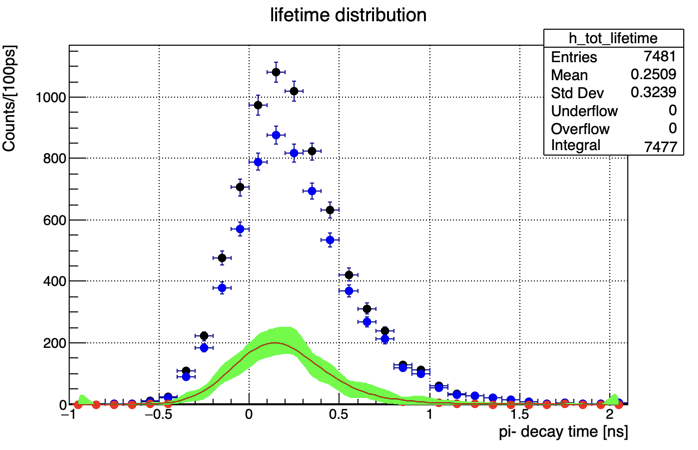 lifetime distribution
h_tot_lifetime
Entries 7481
Mean 0.2509
Std Dev 0.3239
Underflow 0
Overflow 0
Integral 7477
Counts/[100ps]
1000
800
600
400
200
0
−1 −0.5 0 0.5 1 1.5 2
pi- decay time [ns]